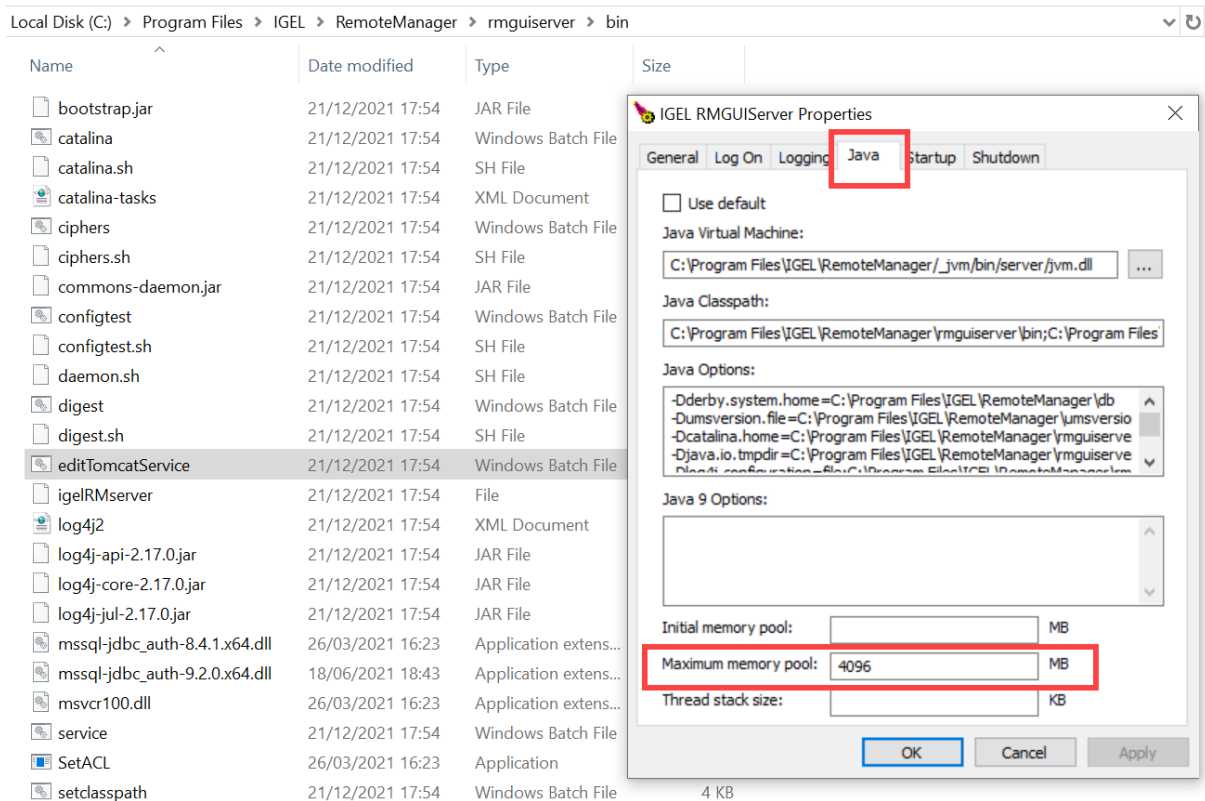 Local Disk (C:) > Program Files > IGEL > RemoteManager > rmguiserver > bin
Name Date modified Type Size
bootstrap.jar 21/12/2021 17:54 JAR File
catalina 21/12/2021 17:54 Windows Batch File
catalina.sh 21/12/2021 17:54 SH File
catalina-tasks 21/12/2021 17:54 XML Document
ciphers 21/12/2021 17:54 Windows Batch File
ciphers.sh 21/12/2021 17:54 SH File
commons-daemon.jar 21/12/2021 17:54 JAR File
configtest 21/12/2021 17:54 Windows Batch File
configtest.sh 21/12/2021 17:54 SH File
daemon.sh 21/12/2021 17:54 SH File
digest 21/12/2021 17:54 Windows Batch File
digest.sh 21/12/2021 17:54 SH File
editTomcatService 21/12/2021 17:54 Windows Batch File
igelRMserver 21/12/2021 17:54 File
log4j2 21/12/2021 17:54 XML Document
log4j-api-2.17.0.jar 21/12/2021 17:54 JAR File
log4j-core-2.17.0.jar 21/12/2021 17:54 JAR File
log4j-jul-2.17.0.jar 21/12/2021 17:54 JAR File
mssql-jdbc_auth-8.4.1.x64.dll 26/03/2021 16:23 Application extens...
mssql-jdbc_auth-9.2.0.x64.dll 18/06/2021 18:43 Application extens...
msvcr100.dll 26/03/2021 16:23 Application extens...
service 21/12/2021 17:54 Windows Batch File
SetACL 26/03/2021 16:23 Application
setclasspath 21/12/2021 17:54 Windows Batch File 4 KB
IGEL RMGUIServer Properties
General Log On Logging Java Startup Shutdown
Use default
Java Virtual Machine:
C:\Program Files\IGEL\RemoteManager/_jvm/bin/server/jvm.dll ...
Java Classpath:
C:\Program Files\IGEL\RemoteManager\rmguiserver\bin;C:\Program Files\
Java Options:
-Dderby.system.home=C:\Program Files\IGEL\RemoteManager\db
-Dumsversion.file=C:\Program Files\IGEL\RemoteManager\umsversio
-Dcatalina.home=C:\Program Files\IGEL\RemoteManager\rmguiserve
-Djava.io.tmpdir=C:\Program Files\IGEL\RemoteManager\rmguiserve
-Dlog4j.configuration=file:C:\Program Files\IGEL\RemoteManager\rm
Java 9 Options:
Initial memory pool: MB
Maximum memory pool: 4096 MB
Thread stack size: KB
OK Cancel Apply